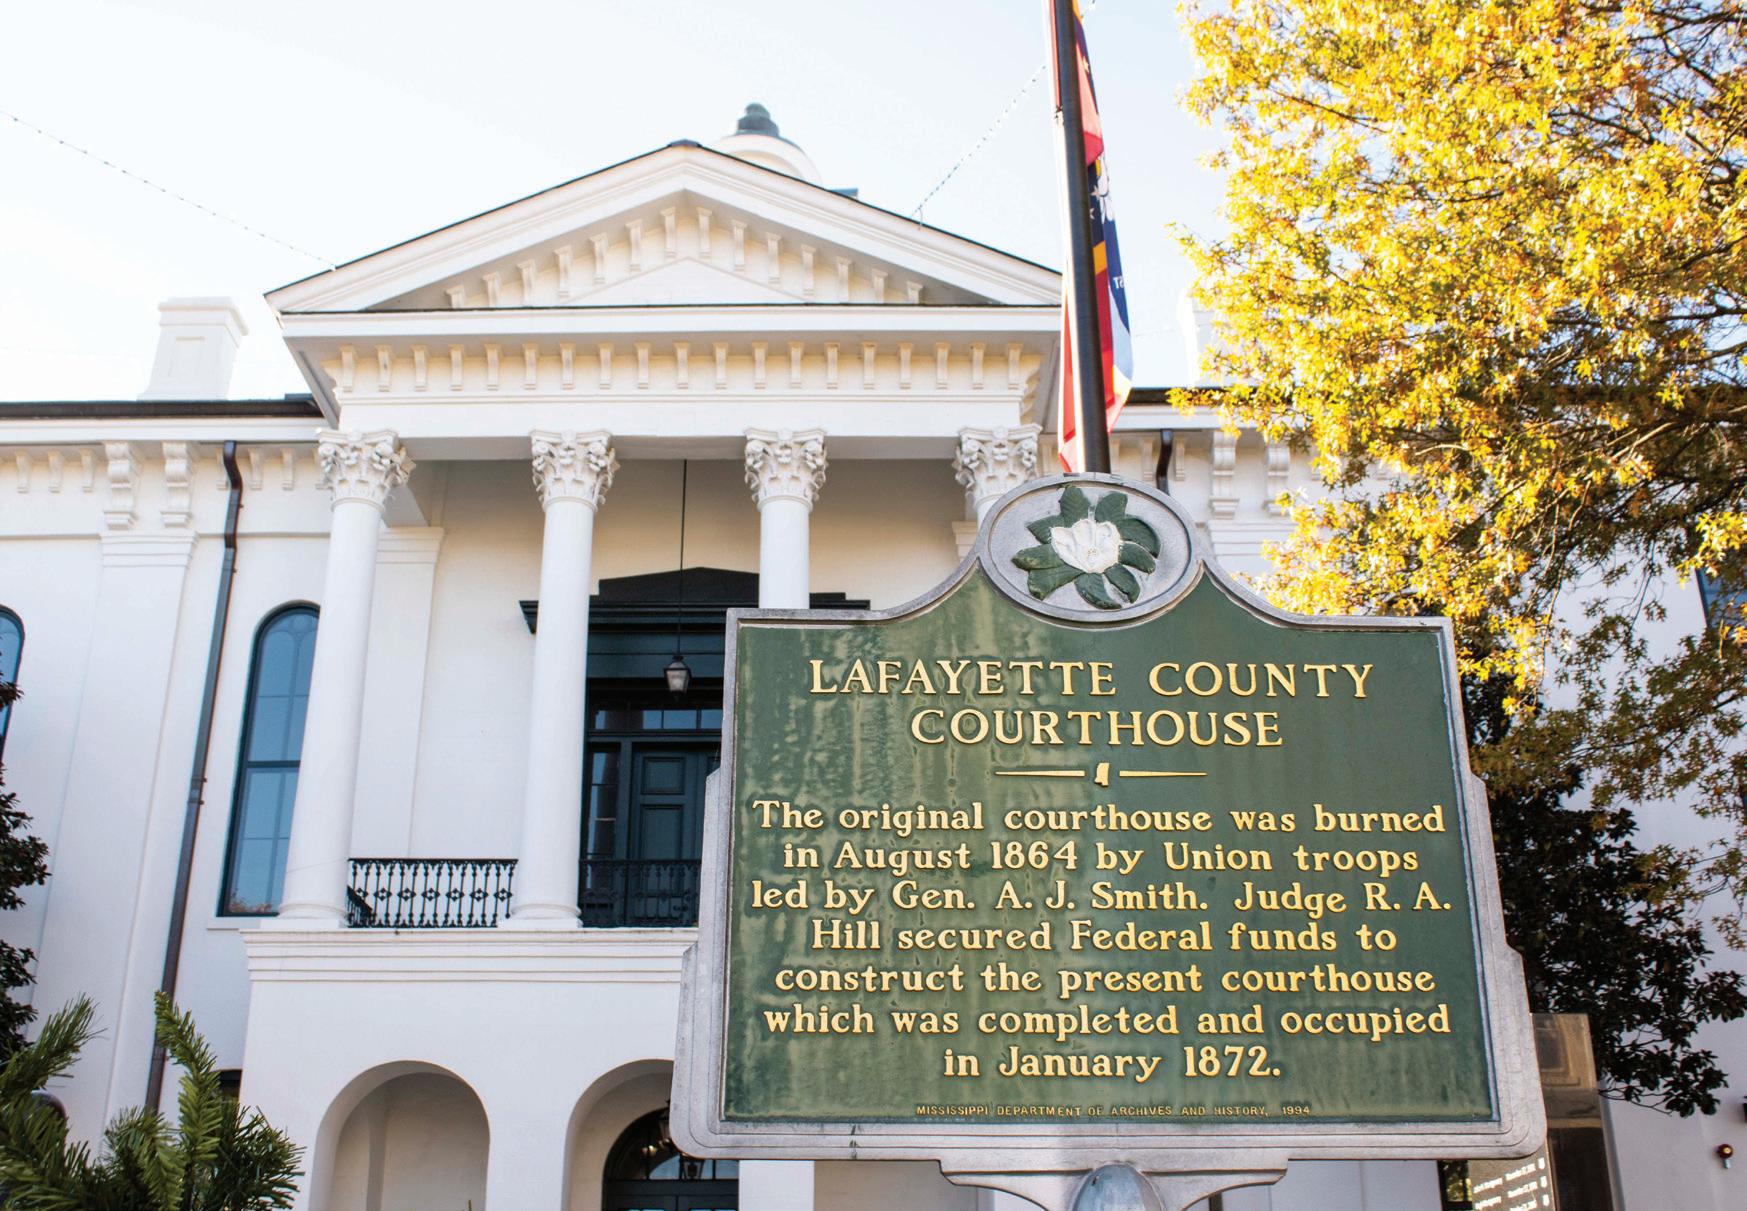 LAFAYETTE COUNTY
COURTHOUSE
The original courthouse was burned
in August 1864 by Union troops
led by Gen. A. J. Smith. Judge R. A.
Hill secured Federal funds to
construct the present courthouse
which was completed and occupied
in January 1872.
MISSISSIPPI DEPARTMENT OF ARCHIVES AND HISTORY, 1994